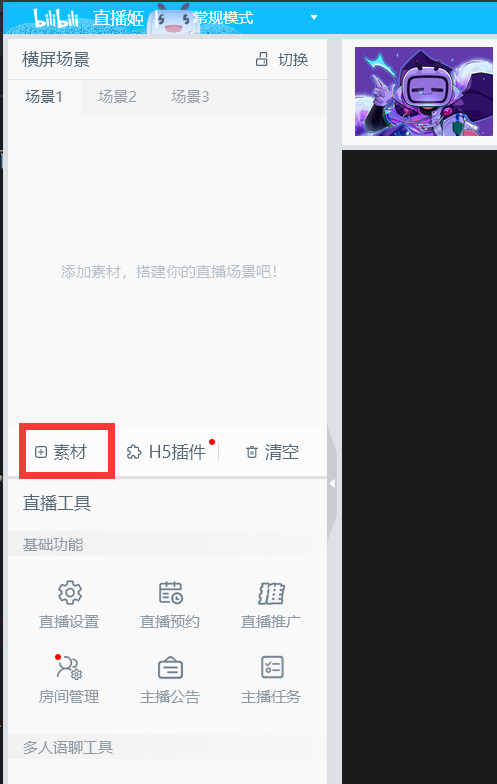 bilibili 直播姬 常规模式
横屏场景 切换
场景1 场景2 场景3
添加素材，搭建你的直播场景吧！
素材 H5插件 清空
直播工具
基础功能
直播设置 直播预约 直播推广
房间管理 主播公告 主播任务
多人语聊工具